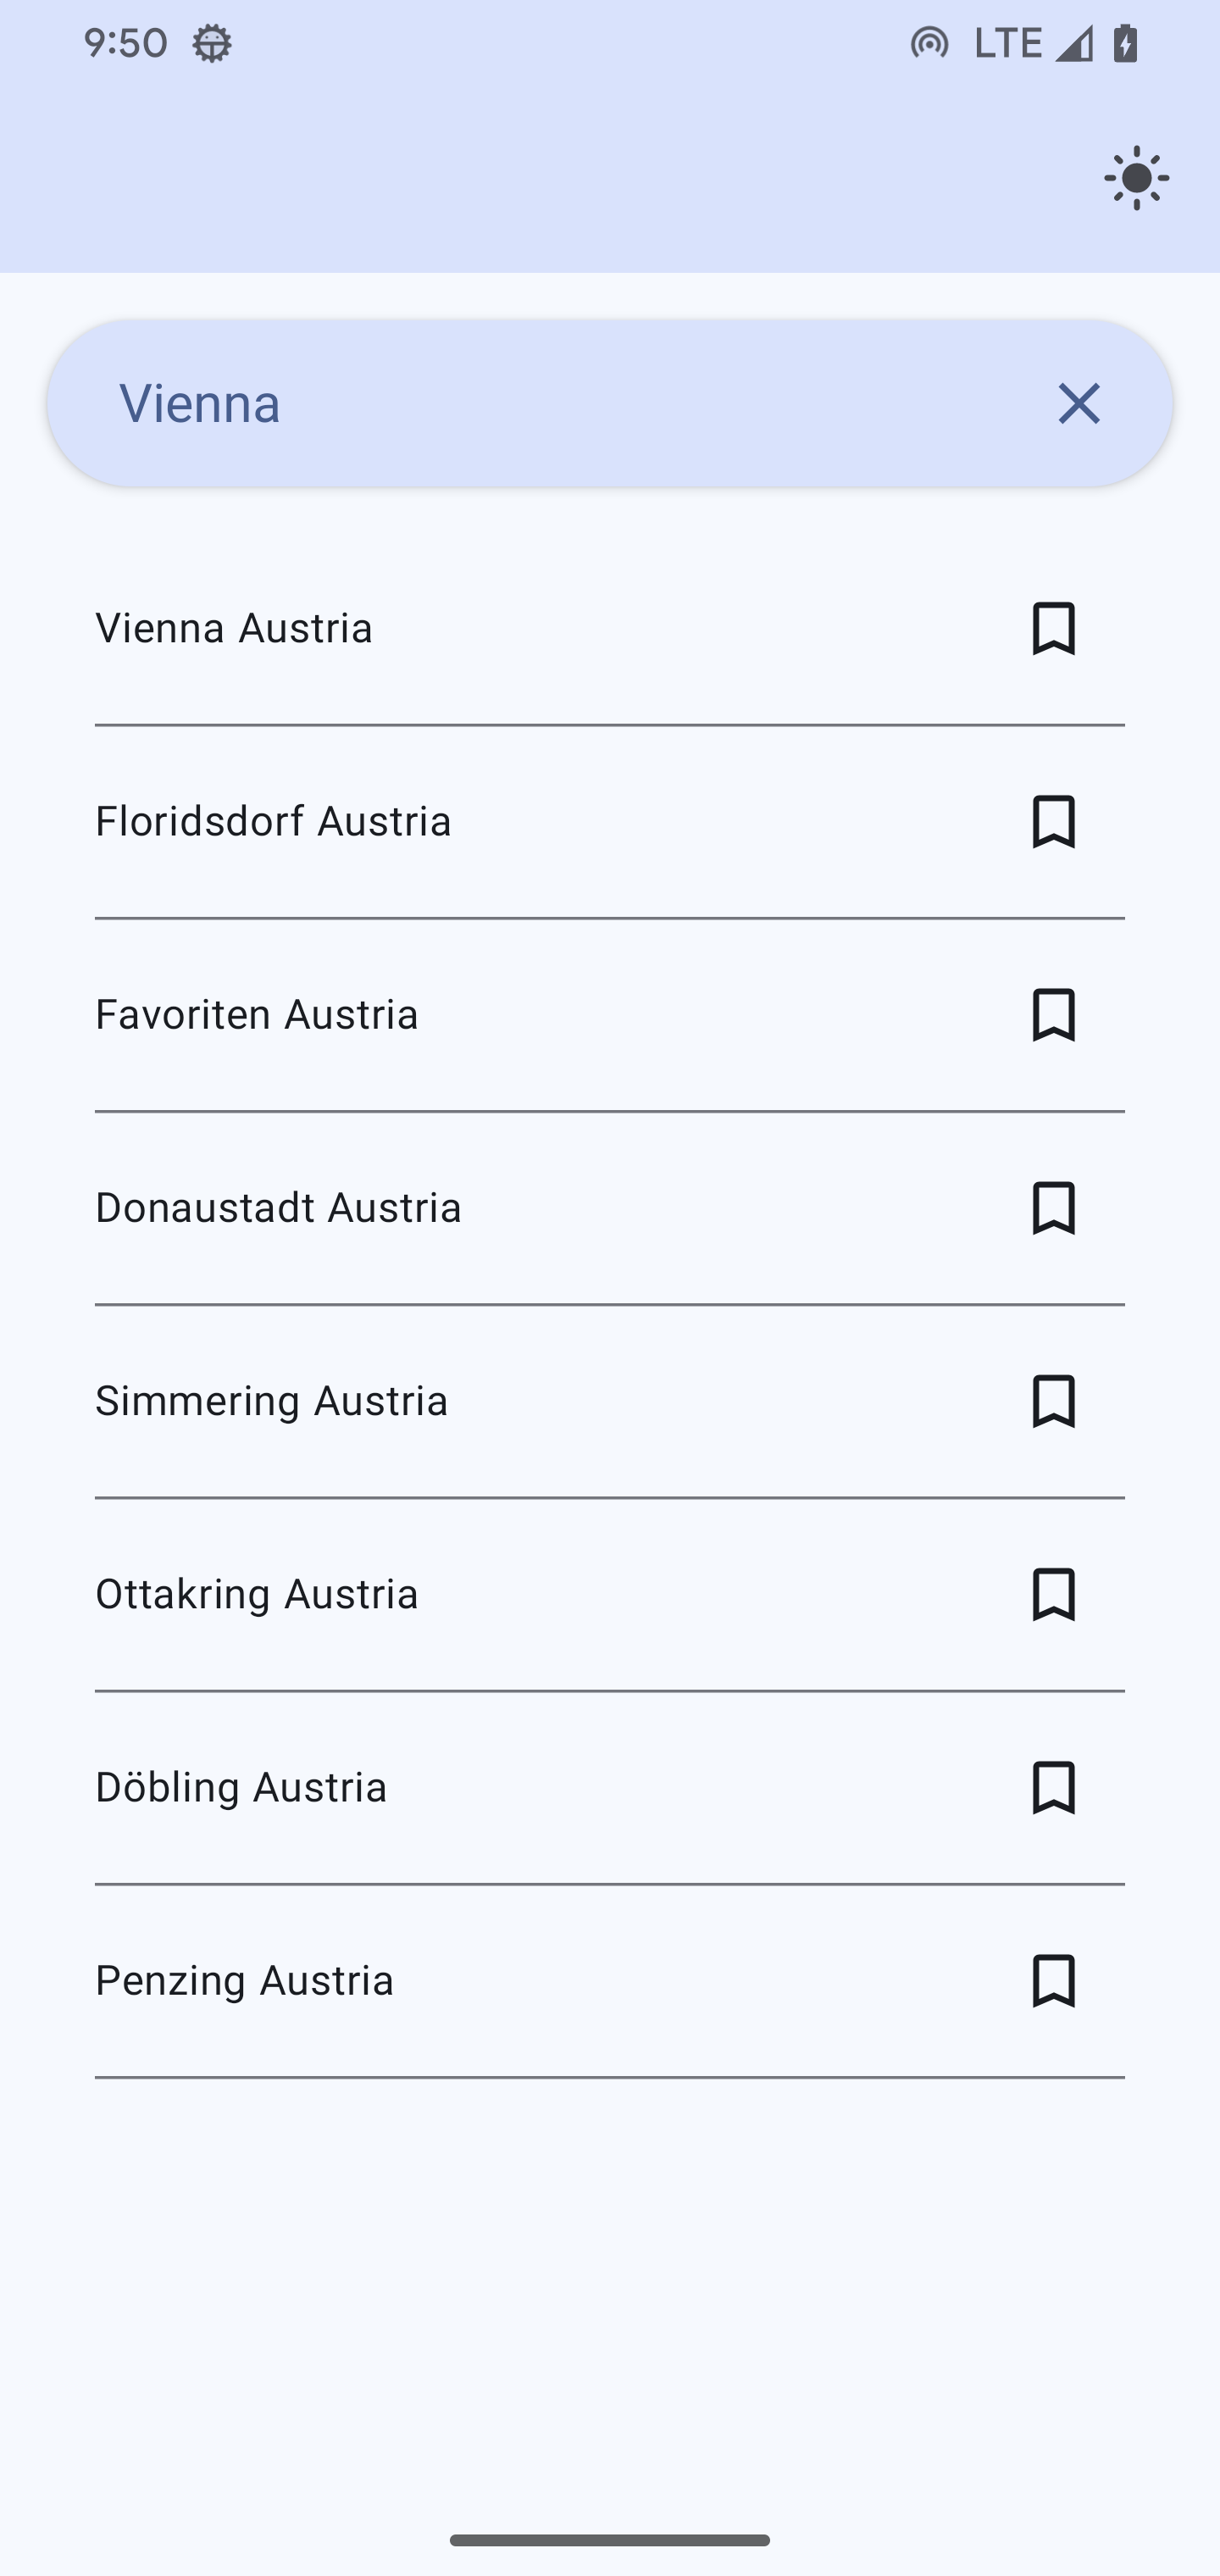 9:50 LTE
Vienna
Vienna Austria
Floridsdorf Austria
Favoriten Austria
Donaustadt Austria
Simmering Austria
Ottakring Austria
Döbling Austria
Penzing Austria